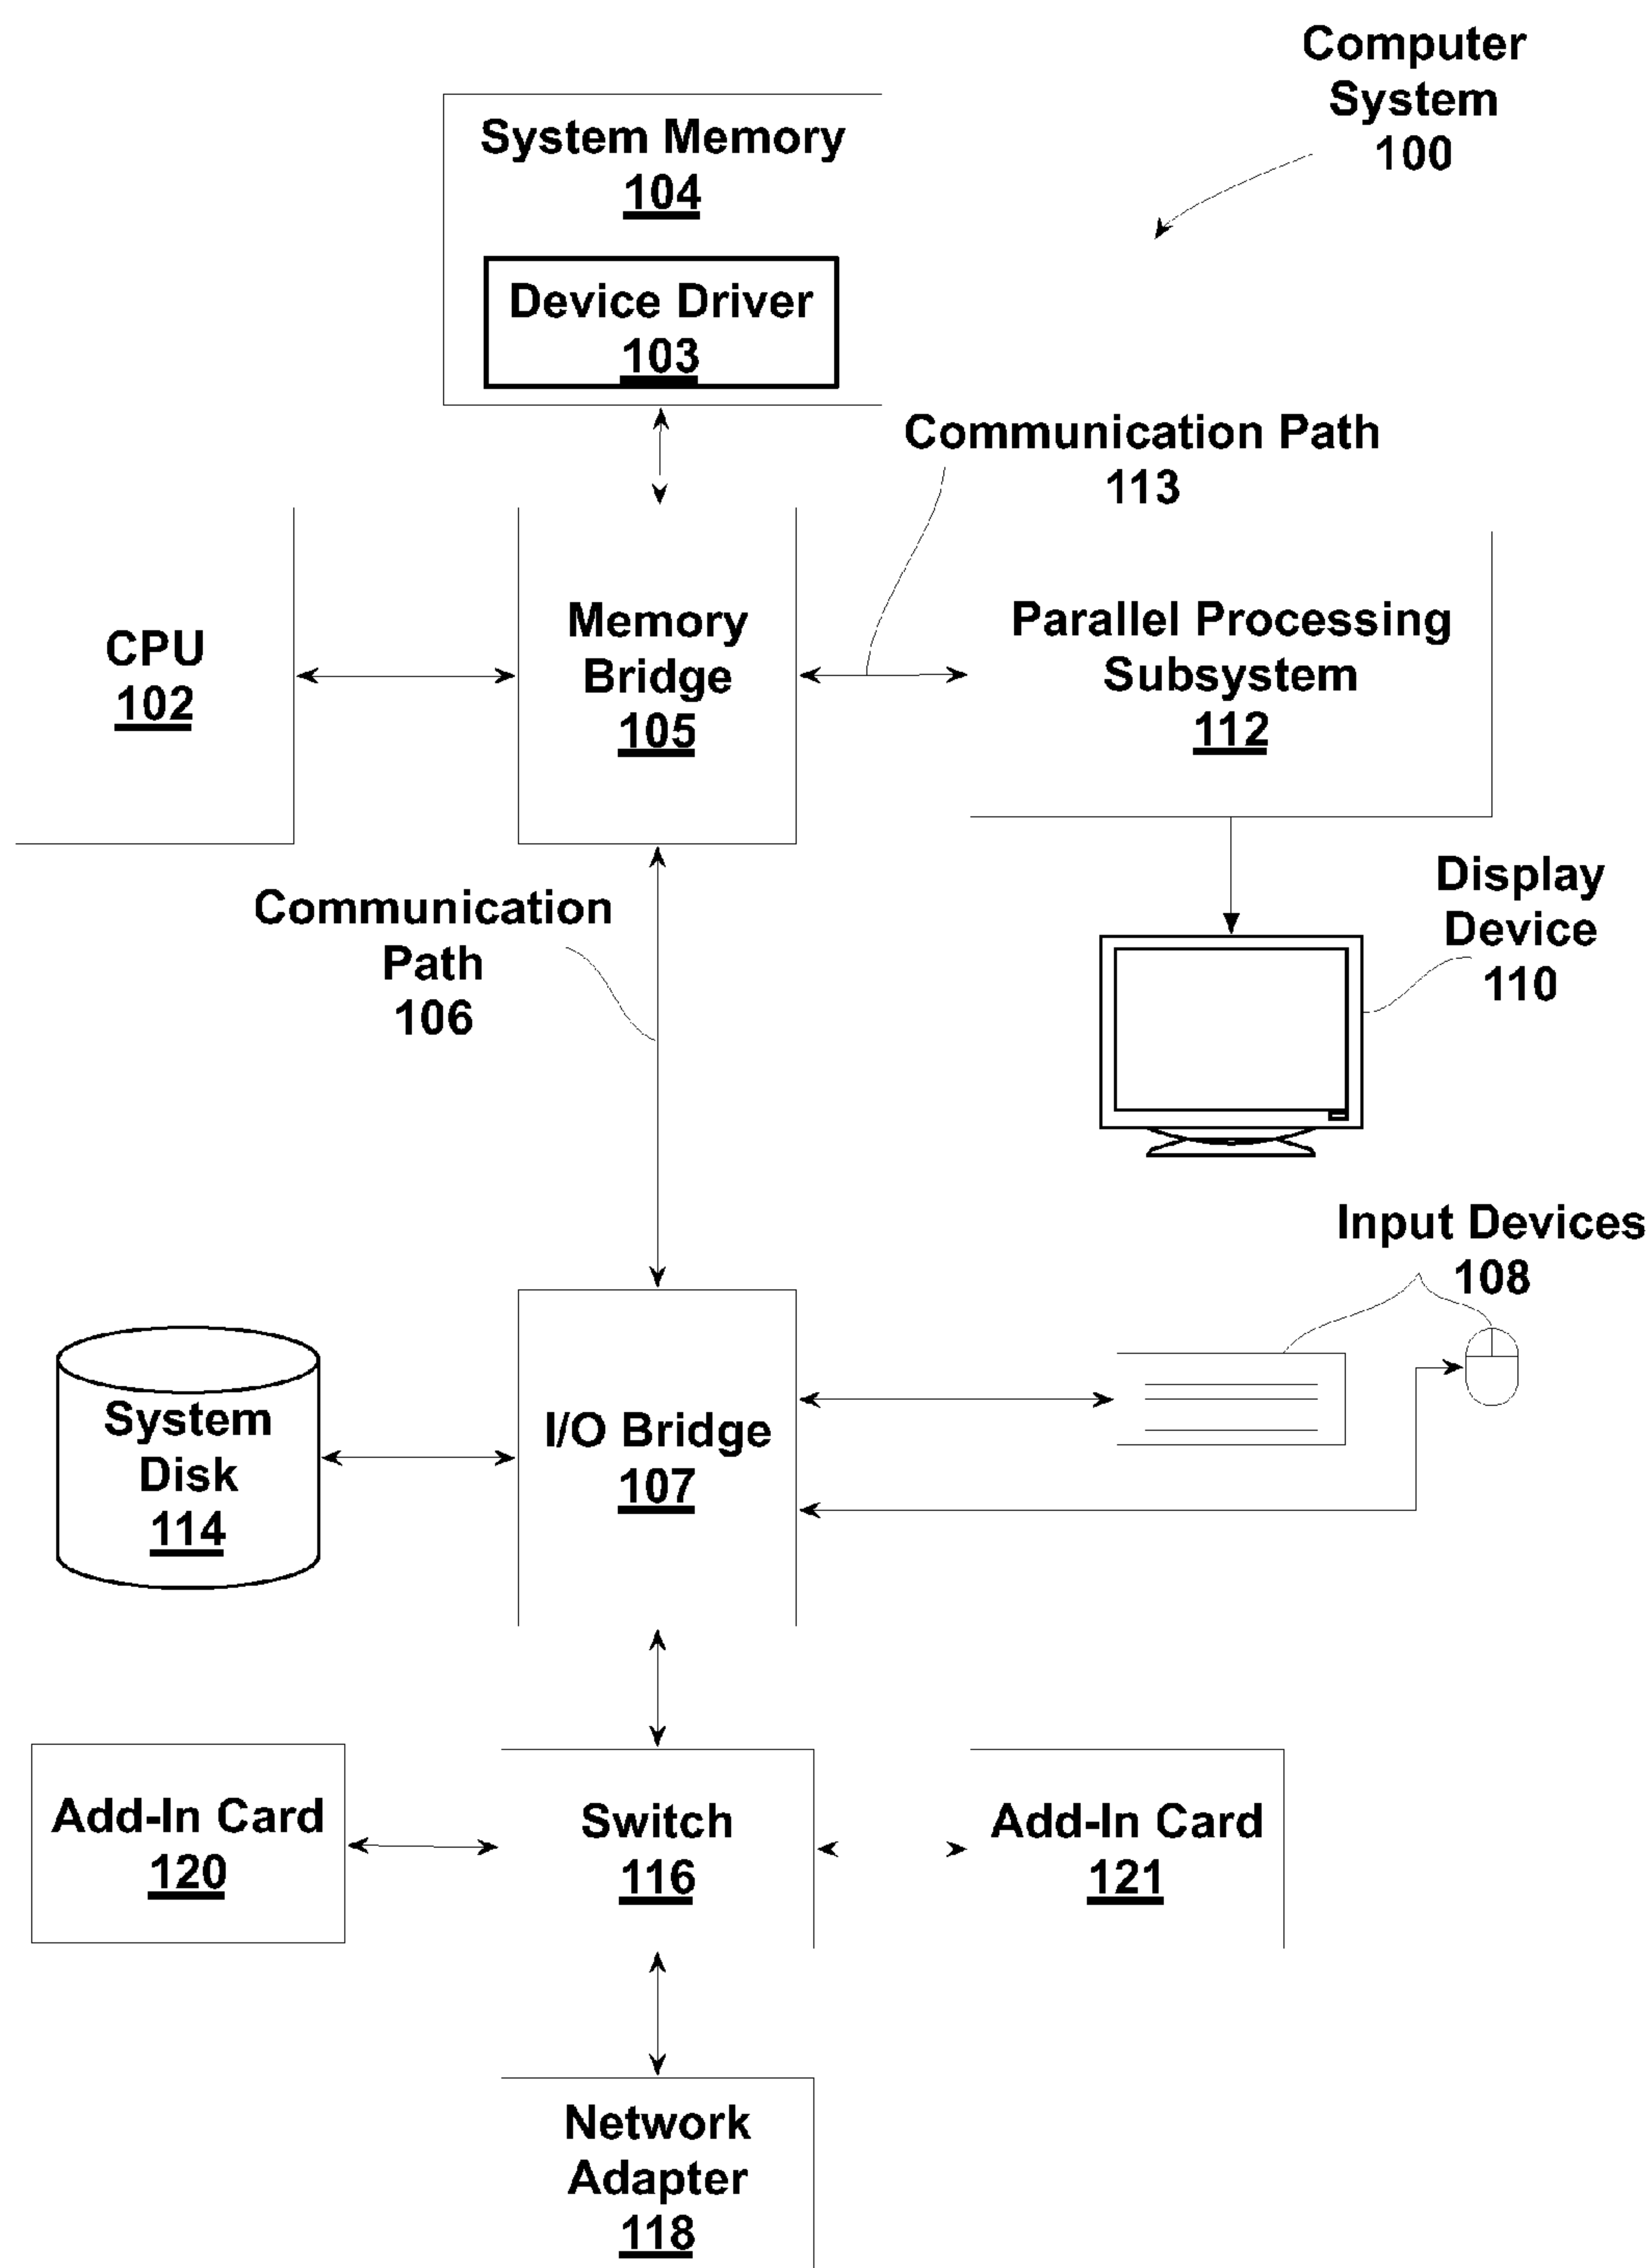 Computer
System
100
System Memory
104
Device Driver
103
Communication Path
113
CPU
102
Memory
Bridge
105
Parallel Processing
Subsystem
112
Communication
Path
106
Display
Device
110
Input Devices
108
System
Disk
114
I/O Bridge
107
Add-In Card
120
Switch
116
Add-In Card
121
Network
Adapter
118